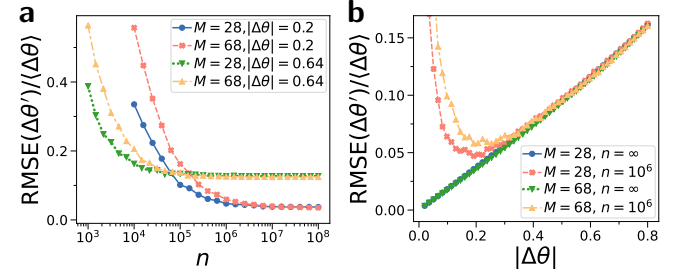 a
RMSE(Δθ')/⟨Δθ⟩
0.4
0.2
0.0
10³ 10⁴ 10⁵ 10⁶ 10⁷ 10⁸
n
M = 28,|Δθ| = 0.2
M = 68,|Δθ| = 0.2
M = 28,|Δθ| = 0.64
M = 68,|Δθ| = 0.64
b
RMSE(Δθ')/⟨Δθ⟩
0.15
0.10
0.05
0.00
0.0 0.2 0.4 0.6 0.8
|Δθ|
M = 28, n = ∞
M = 28, n = 10⁶
M = 68, n = ∞
M = 68, n = 10⁶